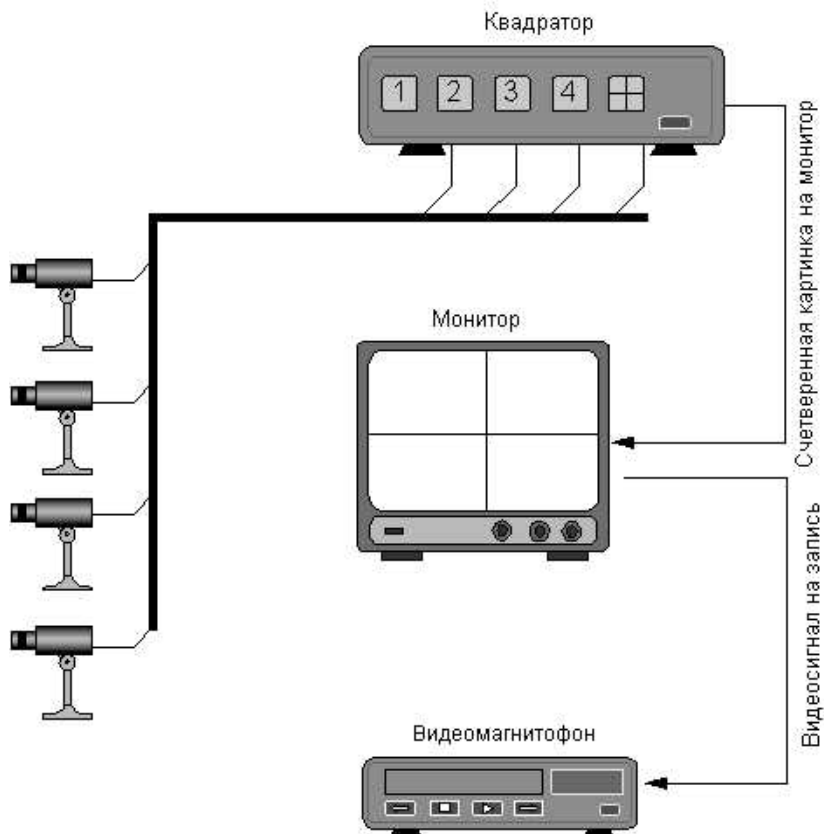 Квадратор
1 2 3 4
Счетверенная картинка на монитор
Монитор
Видеосигнал на запись
Видеомагнитофон